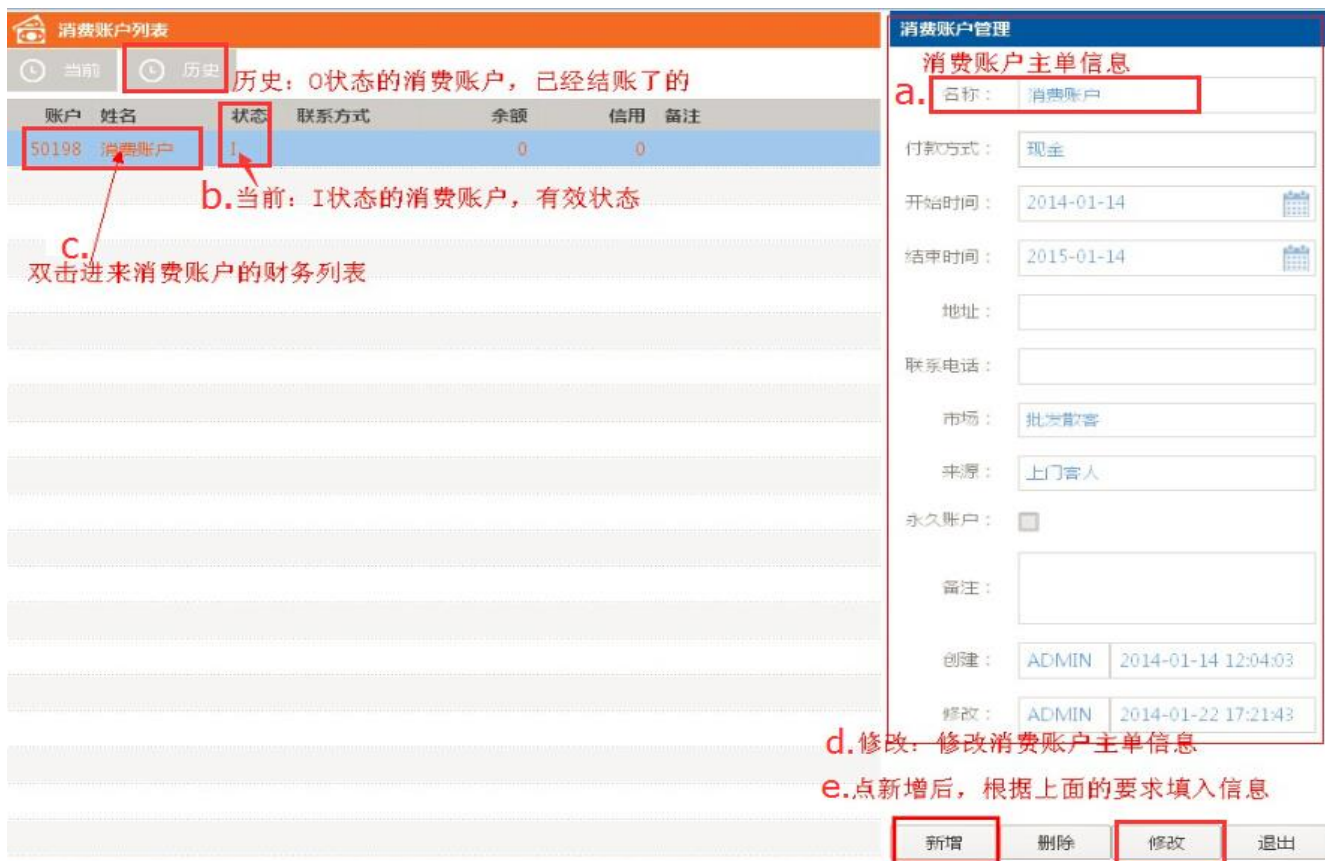 消费账户列表
当前 历史
历史：O状态的消费账户，已经结账了的
账户 姓名 状态 联系方式 余额 信用 备注
50198 消费账户 I 0 0
b.当前：I状态的消费账户，有效状态
c.
双击进来消费账户的财务列表
消费账户管理
消费账户主单信息
a. 名称： 消费账户
付款方式： 现金
开始时间： 2014-01-14
结束时间： 2015-01-14
地址：
联系电话：
市场： 批发散客
来源： 上门客人
永久账户：
备注：
创建： ADMIN 2014-01-14 12:04:03
修改： ADMIN 2014-01-22 17:21:43
d.修改：修改消费账户主单信息
e.点新增后，根据上面的要求填入信息
新增 删除 修改 退出